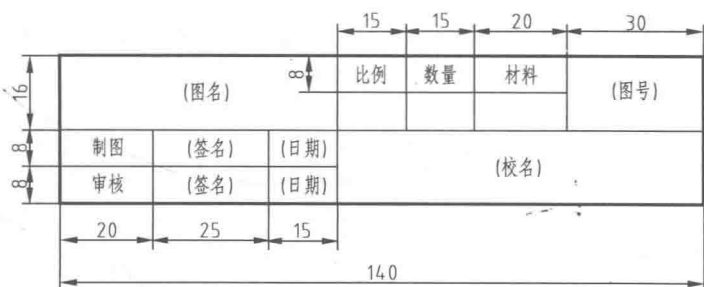 15 15 20 30
16 (图名) 8 比例 数量 材料 (图号)
8 制图 (签名) (日期) (校名)
8 审核 (签名) (日期)
20 25 15
140